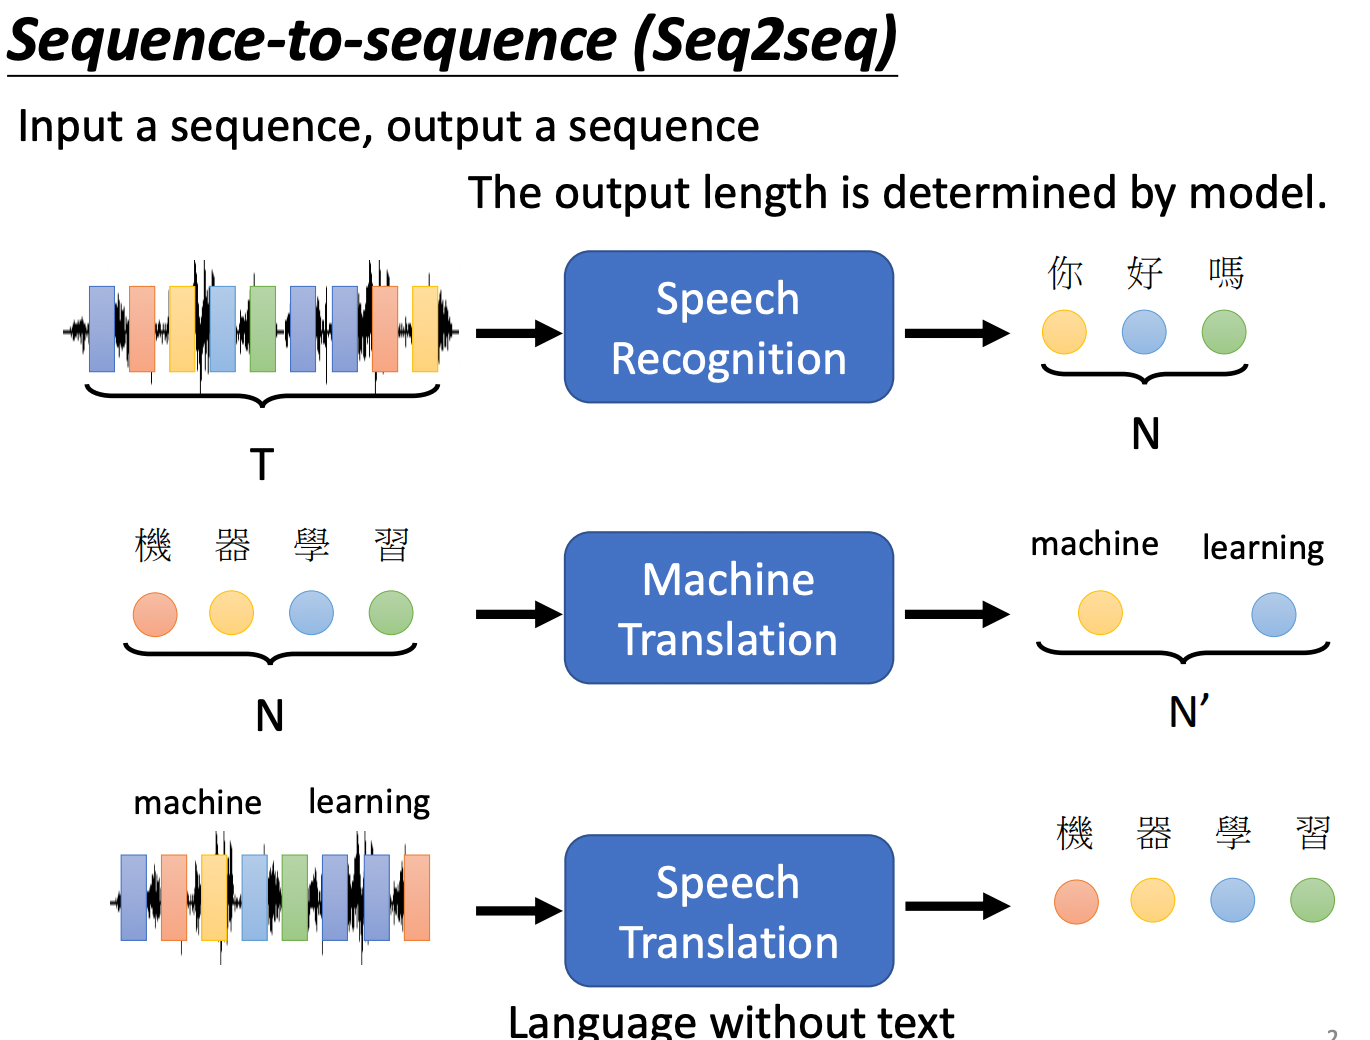 Sequence-to-sequence (Seq2seq)
Input a sequence, output a sequence
The output length is determined by model.
Speech
Recognition
你 好 嗎
T
N
機 器 學 習
Machine
Translation
machine learning
N
N’
machine learning
Speech
Translation
機 器 學 習
Language without text
2